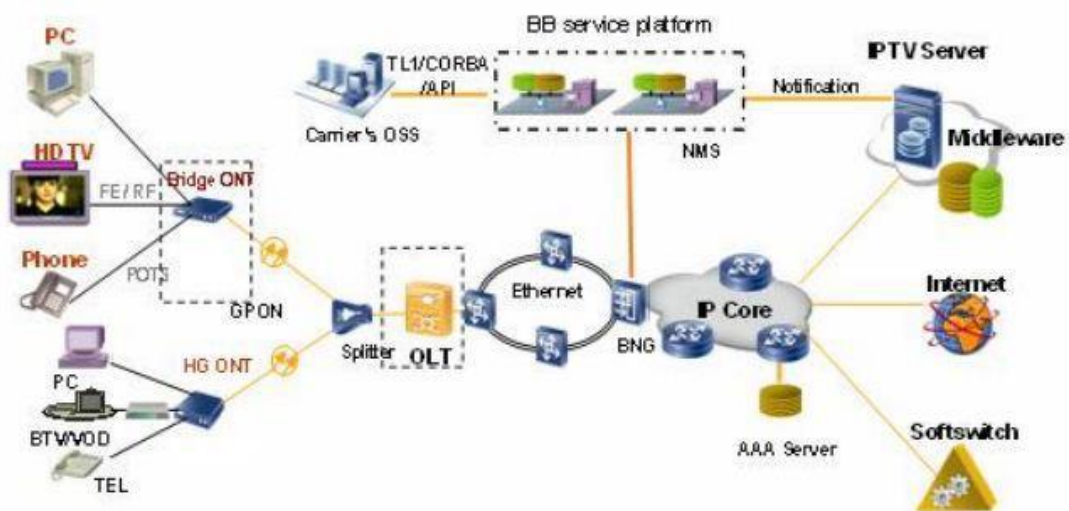 PC
BB service platform
IPTV Server
TL1/CORBA
/API
Notification
Carrier's OSS
NMS
Middleware
HDTV
Bridge ONT
FE/RF
Phone
POTS
GPON
Ethernet
IP Core
Internet
Splitter
OLT
BNG
HG ONT
PC
BTV/VOD
AAA Server
Softswitch
TEL